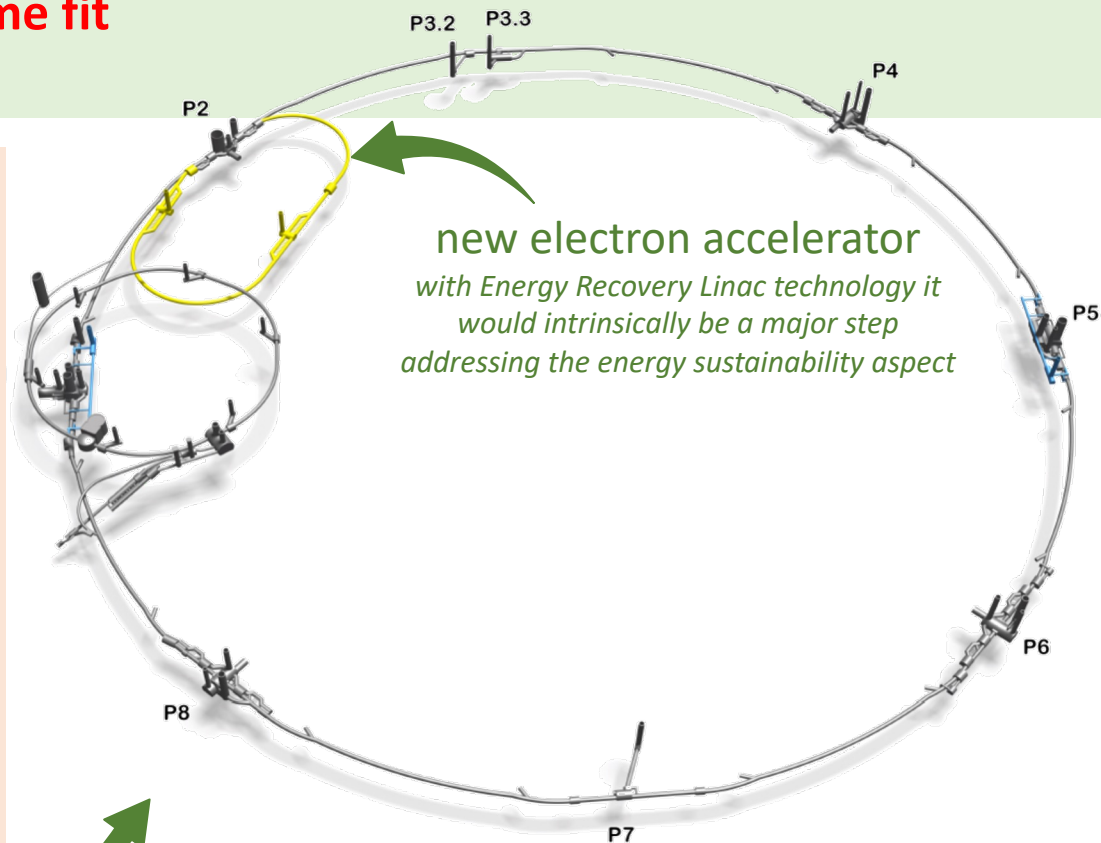 me fit
P3.2 P3.3
P4
P2
new electron accelerator
with Energy Recovery Linac technology it
would intrinsically be a major step
addressing the energy sustainability aspect
P5
P6
P8
P7